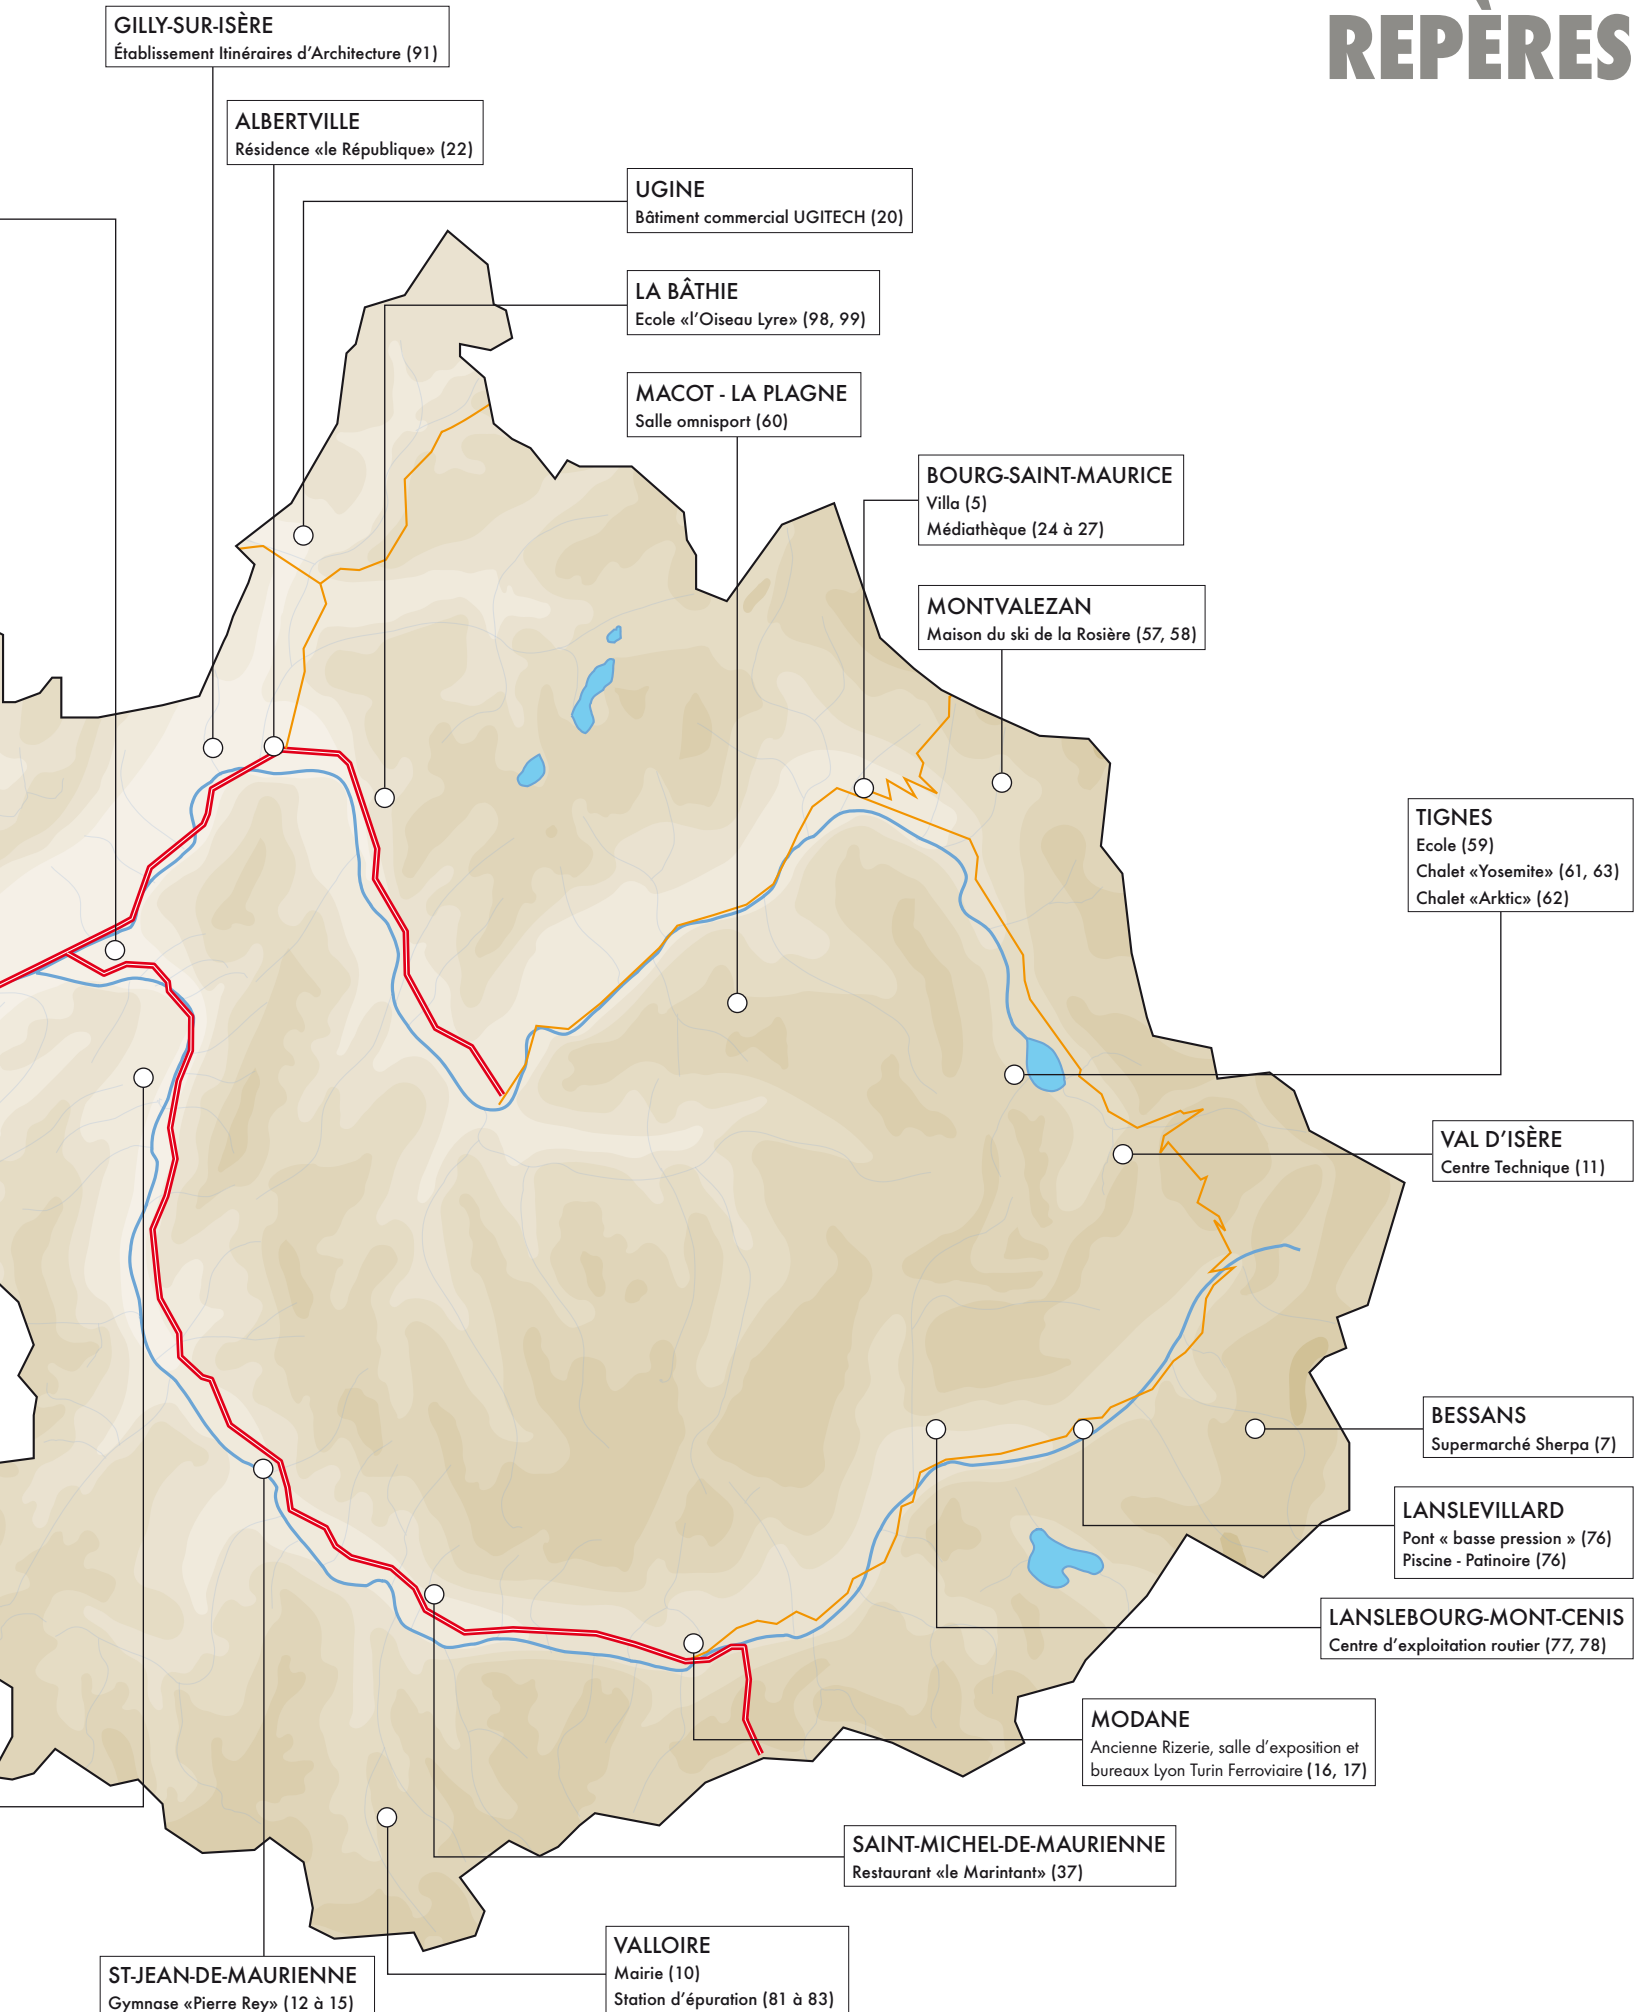 REPÈRES
GILLY-SUR-ISÈRE
Établissement Itinéraires d'Architecture (91)
ALBERTVILLE
Résidence «le République» (22)
UGINE
Bâtiment commercial UGITECH (20)
LA BÂTHIE
Ecole «l'Oiseau Lyre» (98, 99)
MACOT - LA PLAGNE
Salle omnisport (60)
BOURG-SAINT-MAURICE
Villa (5)
Médiathèque (24 à 27)
MONTVALEZAN
Maison du ski de la Rosière (57, 58)
TIGNES
Ecole (59)
Chalet «Yosemite» (61, 63)
Chalet «Arktic» (62)
VAL D'ISÈRE
Centre Technique (11)
BESSANS
Supermarché Sherpa (7)
LANSLEVILLARD
Pont « basse pression » (76)
Piscine - Patinoire (76)
LANSLEBOURG-MONT-CENIS
Centre d'exploitation routier (77, 78)
MODANE
Ancienne Rizerie, salle d'exposition et
bureaux Lyon Turin Ferroviaire (16, 17)
SAINT-MICHEL-DE-MAURIENNE
Restaurant «le Marintant» (37)
VALLOIRE
Mairie (10)
Station d'épuration (81 à 83)
ST-JEAN-DE-MAURIENNE
Gymnase «Pierre Rey» (12 à 15)